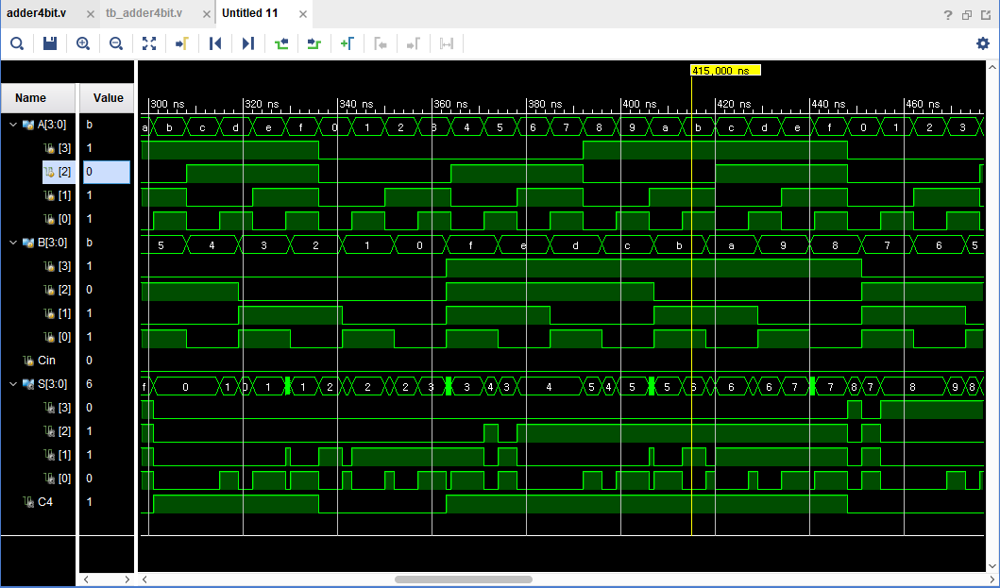 adder4bit.v × tb_adder4bit.v × Untitled 11 ×
?
415,000 ns
Name Value
300 ns 320 ns 340 ns 360 ns 380 ns 400 ns 420 ns 440 ns 460 ns
A[3:0] b a b c d e f 0 1 2 3 4 5 6 7 8 9 a b c d e f 0 1 2 3
[3] 1
[2] 0
[1] 1
[0] 1
B[3:0] b 5 4 3 2 1 0 f e d c b a 9 8 7 6 5
[3] 1
[2] 0
[1] 1
[0] 1
Cin 0
S[3:0] 6 f 0 1 0 1 1 2 2 2 3 3 4 3 4 5 4 5 5 6 6 6 7 7 8 7 8 9 8
[3] 0
[2] 1
[1] 1
[0] 0
C4 1